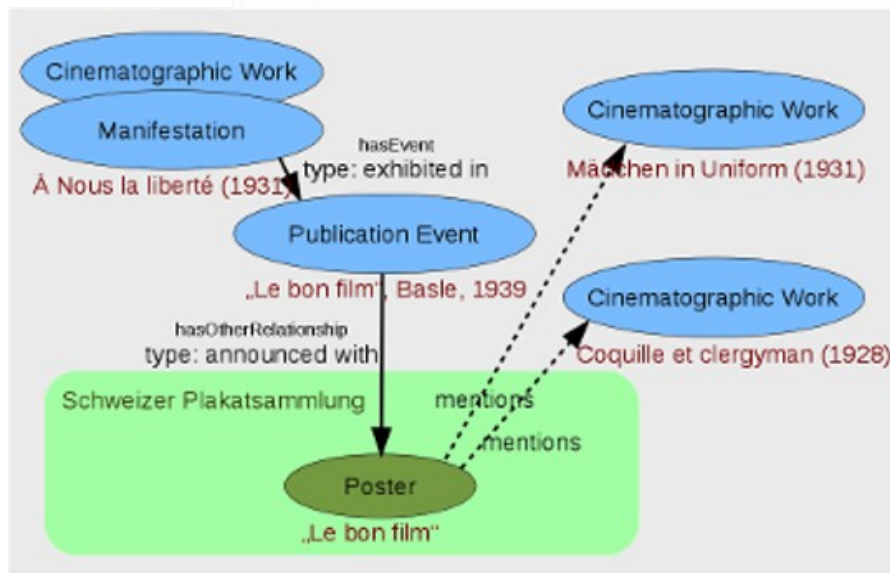 Cinematographic Work
Manifestation
À Nous la liberté (1931)
hasEvent
type: exhibited in
Cinematographic Work
Mädchen in Uniform (1931)
Publication Event
„Le bon film“, Basle, 1939
Cinematographic Work
Coquille et clergyman (1928)
hasOtherRelationship
type: announced with
Schweizer Plakatsammlung
mentions
mentions
Poster
„Le bon film“